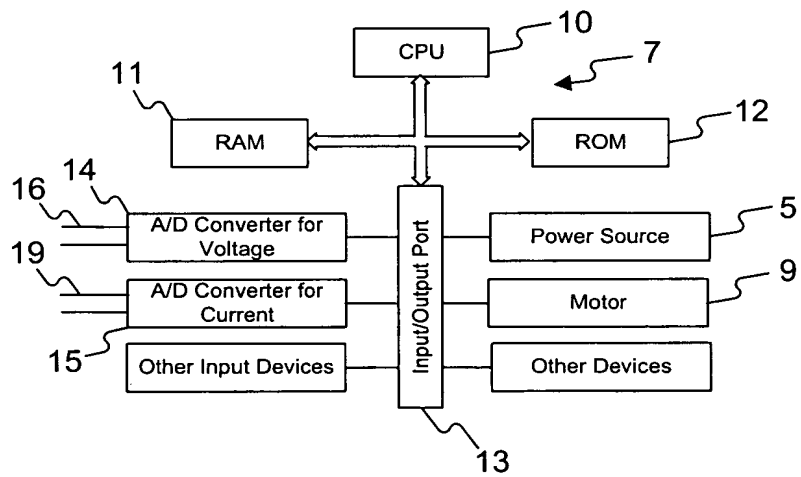 10
CPU
7
11
RAM
ROM
12
14
16
A/D Converter for
Voltage
Input/Output Port
Power Source
5
19
A/D Converter for
Current
Motor
9
15
Other Input Devices
Other Devices
13